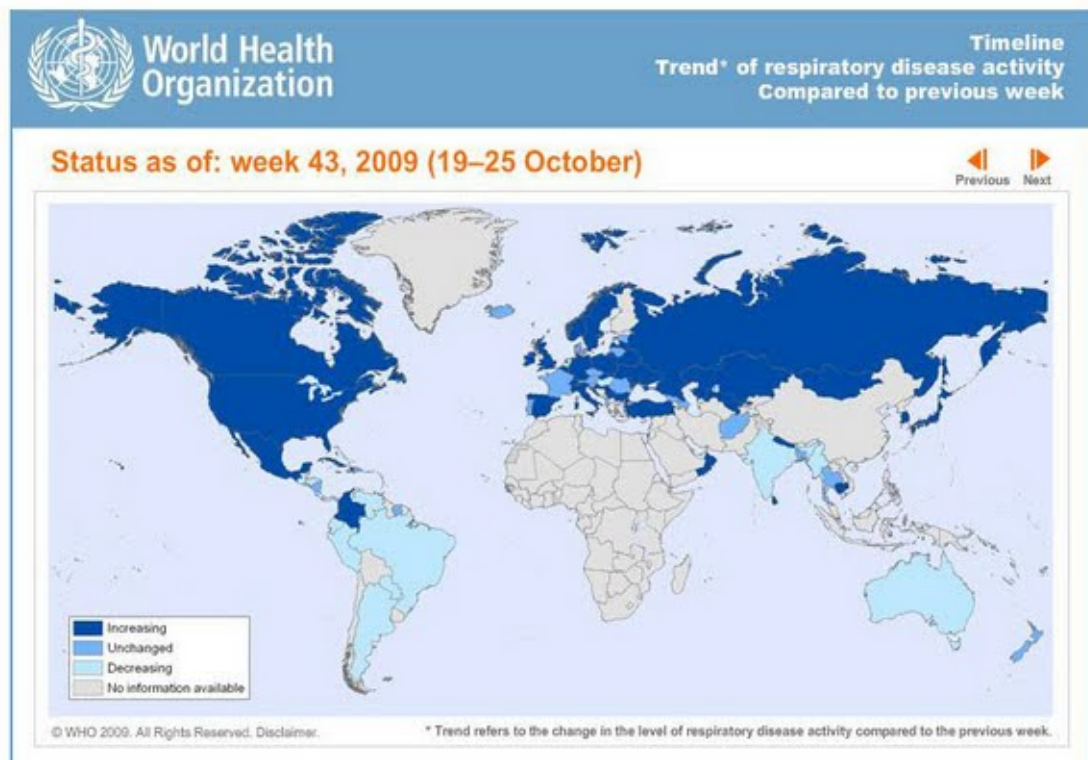 World Health
Organization
Timeline
Trend* of respiratory disease activity
Compared to previous week
Status as of: week 43, 2009 (19–25 October)
Previous Next
Increasing
Unchanged
Decreasing
No information available
© WHO 2009. All Rights Reserved. Disclaimer.
* Trend refers to the change in the level of respiratory disease activity compared to the previous week.